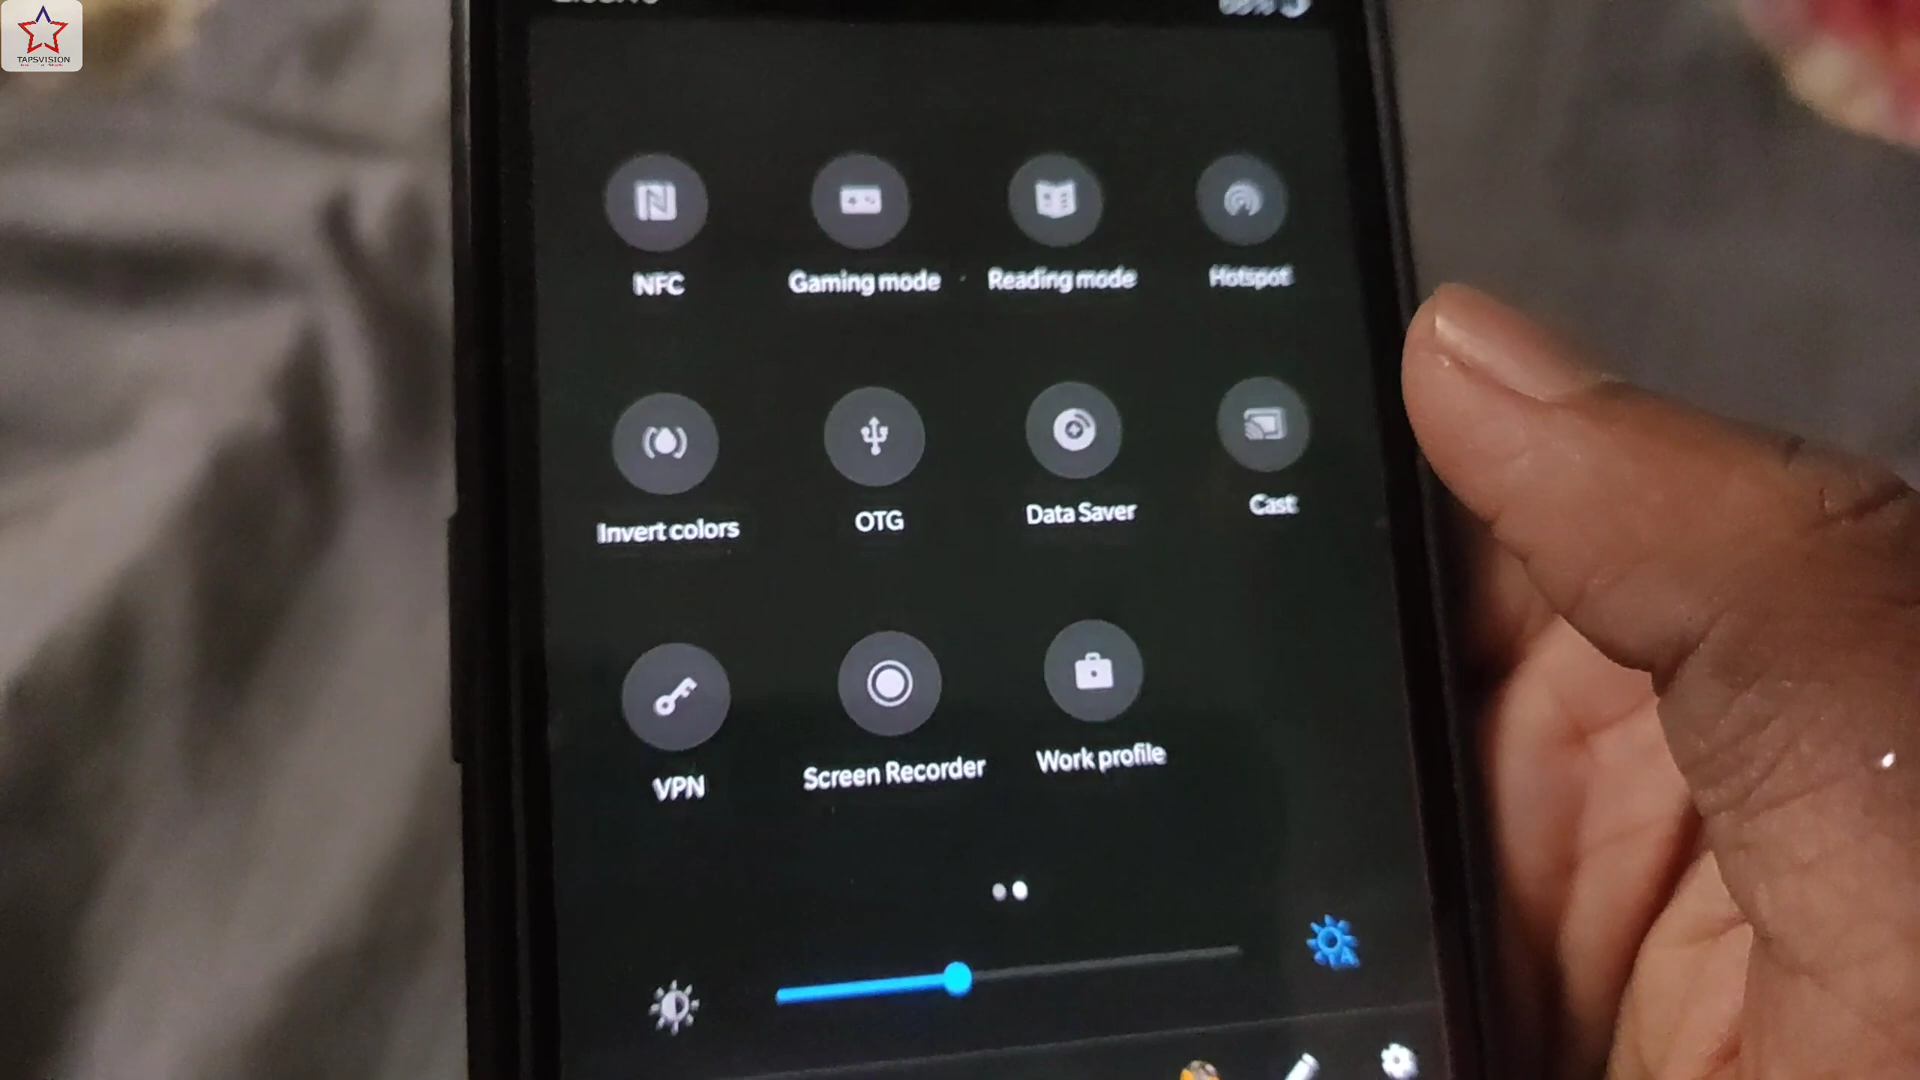 TAPSVISION
NFC Gaming mode Reading mode Hotspot
Invert colors OTG Data Saver Cast
VPN Screen Recorder Work profile